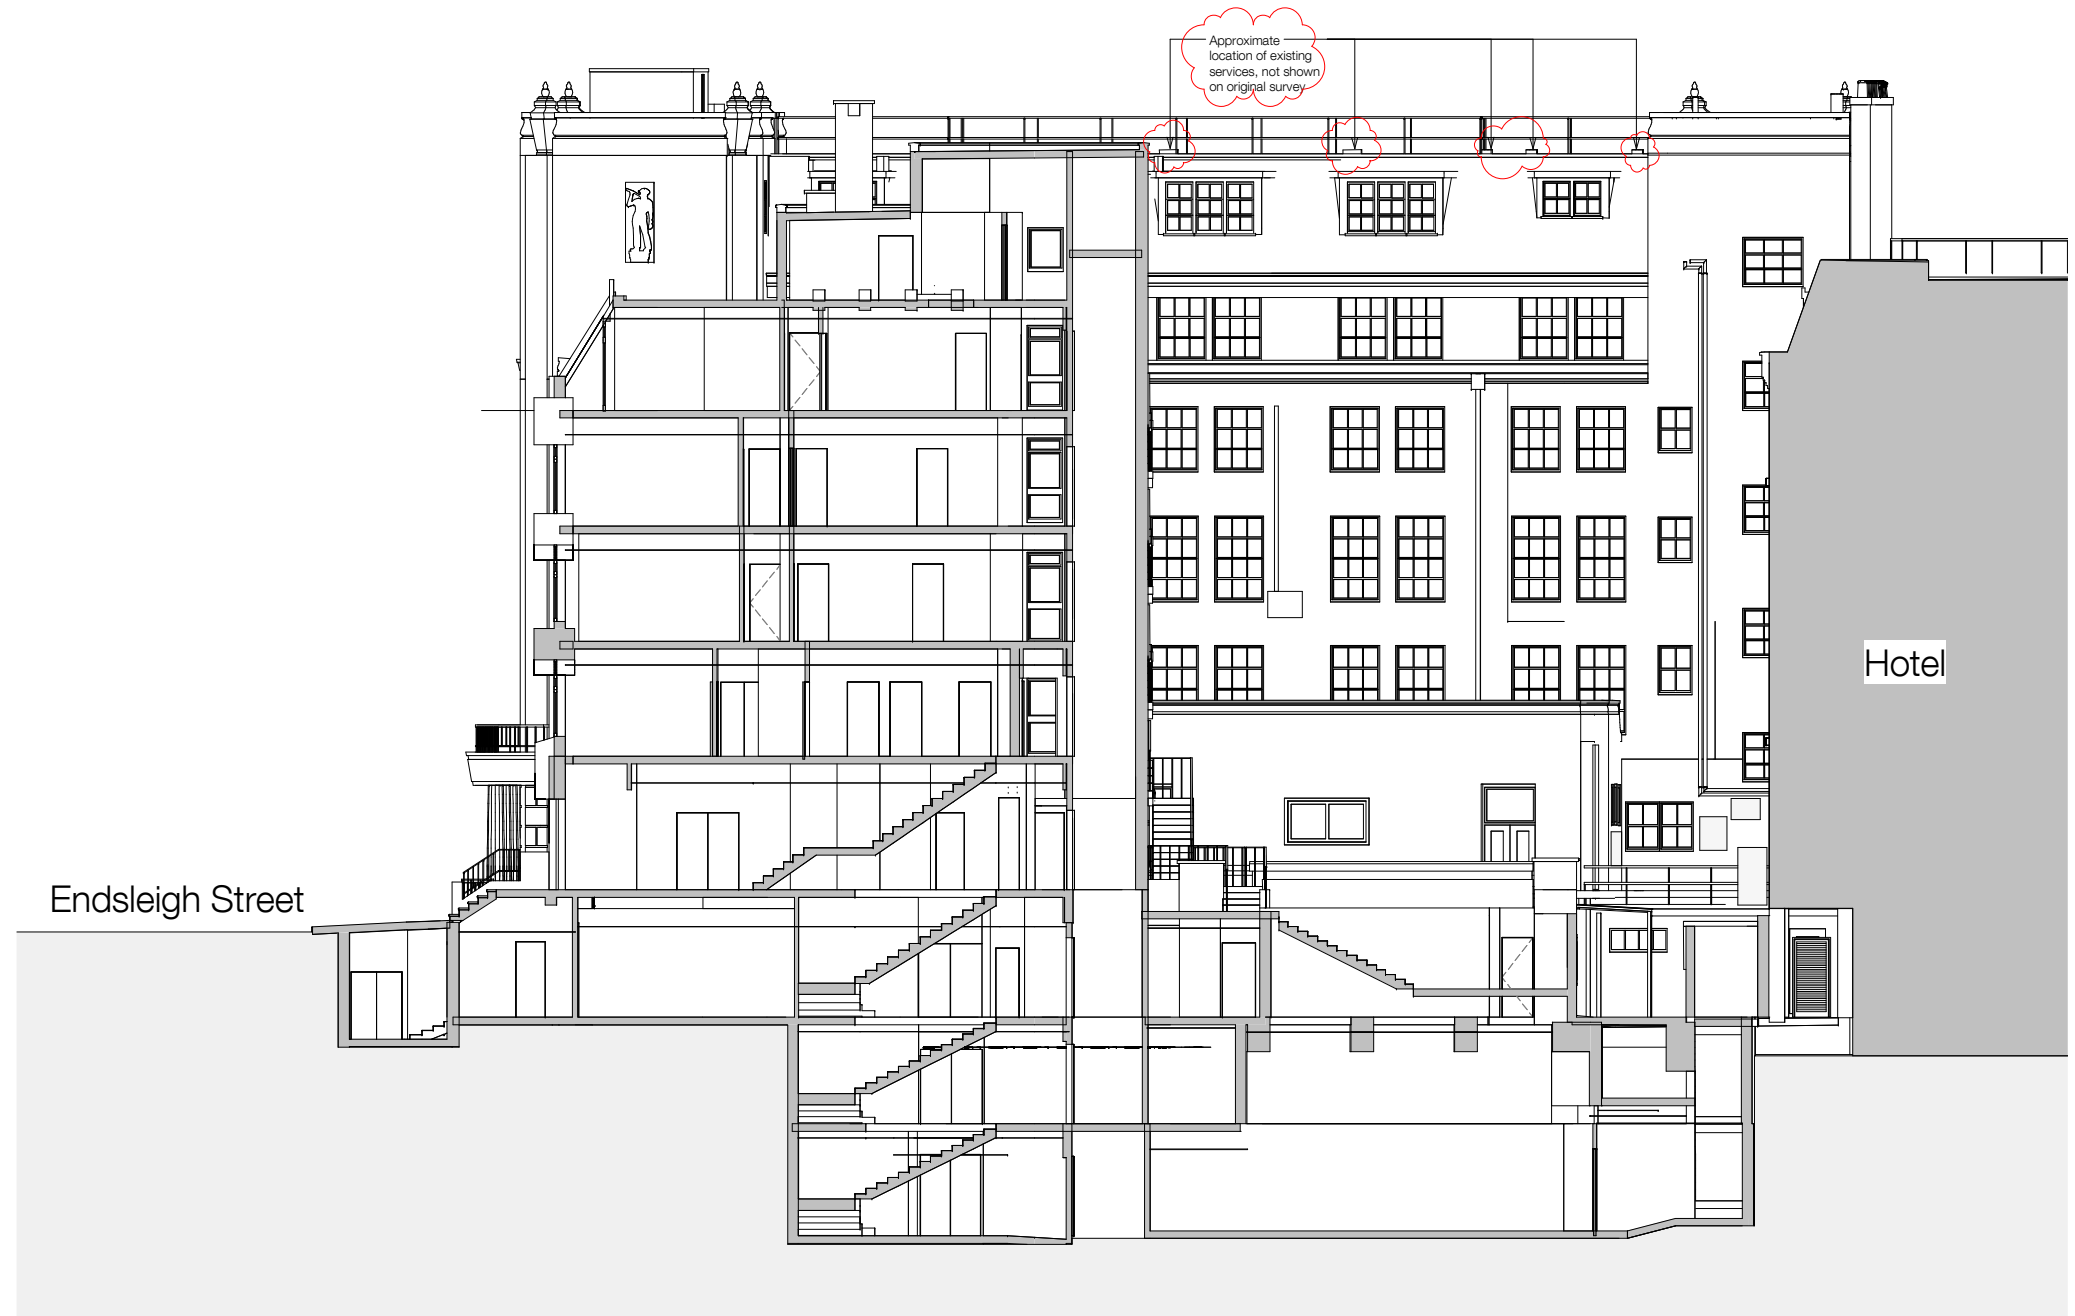 Approximate
location of existing
services, not shown
on original survey
Hotel
Endsleigh Street